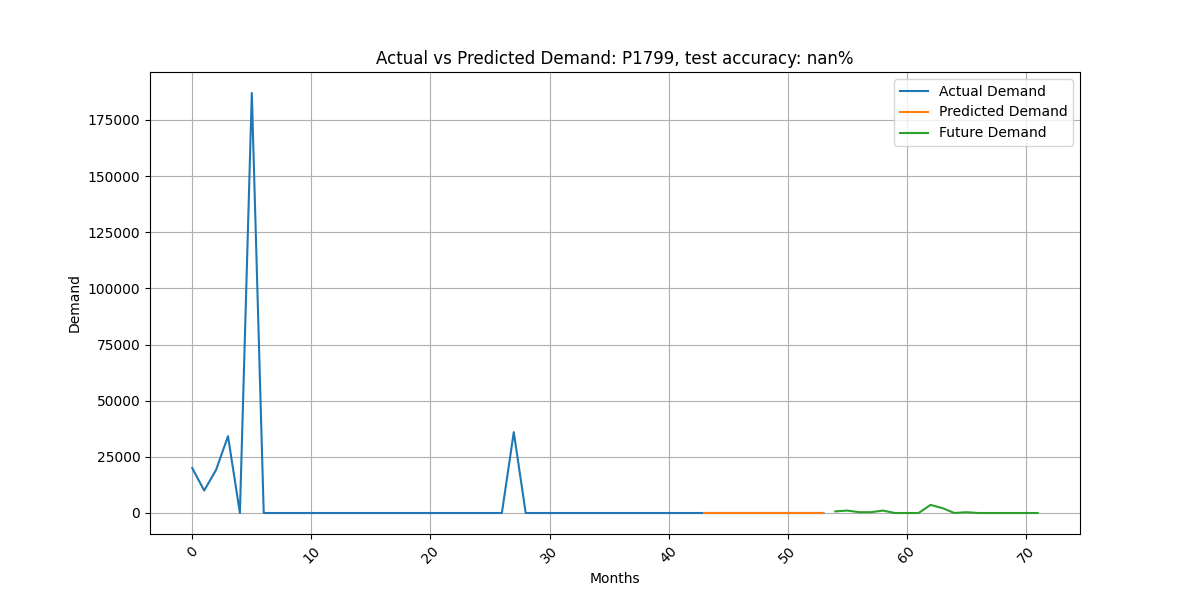 Actual vs Predicted Demand: P1799, test accuracy: nan%
Actual Demand
Predicted Demand
Future Demand
175000
150000
125000
100000
75000
50000
25000
0
Demand
0
10
20
30
40
50
60
70
Months